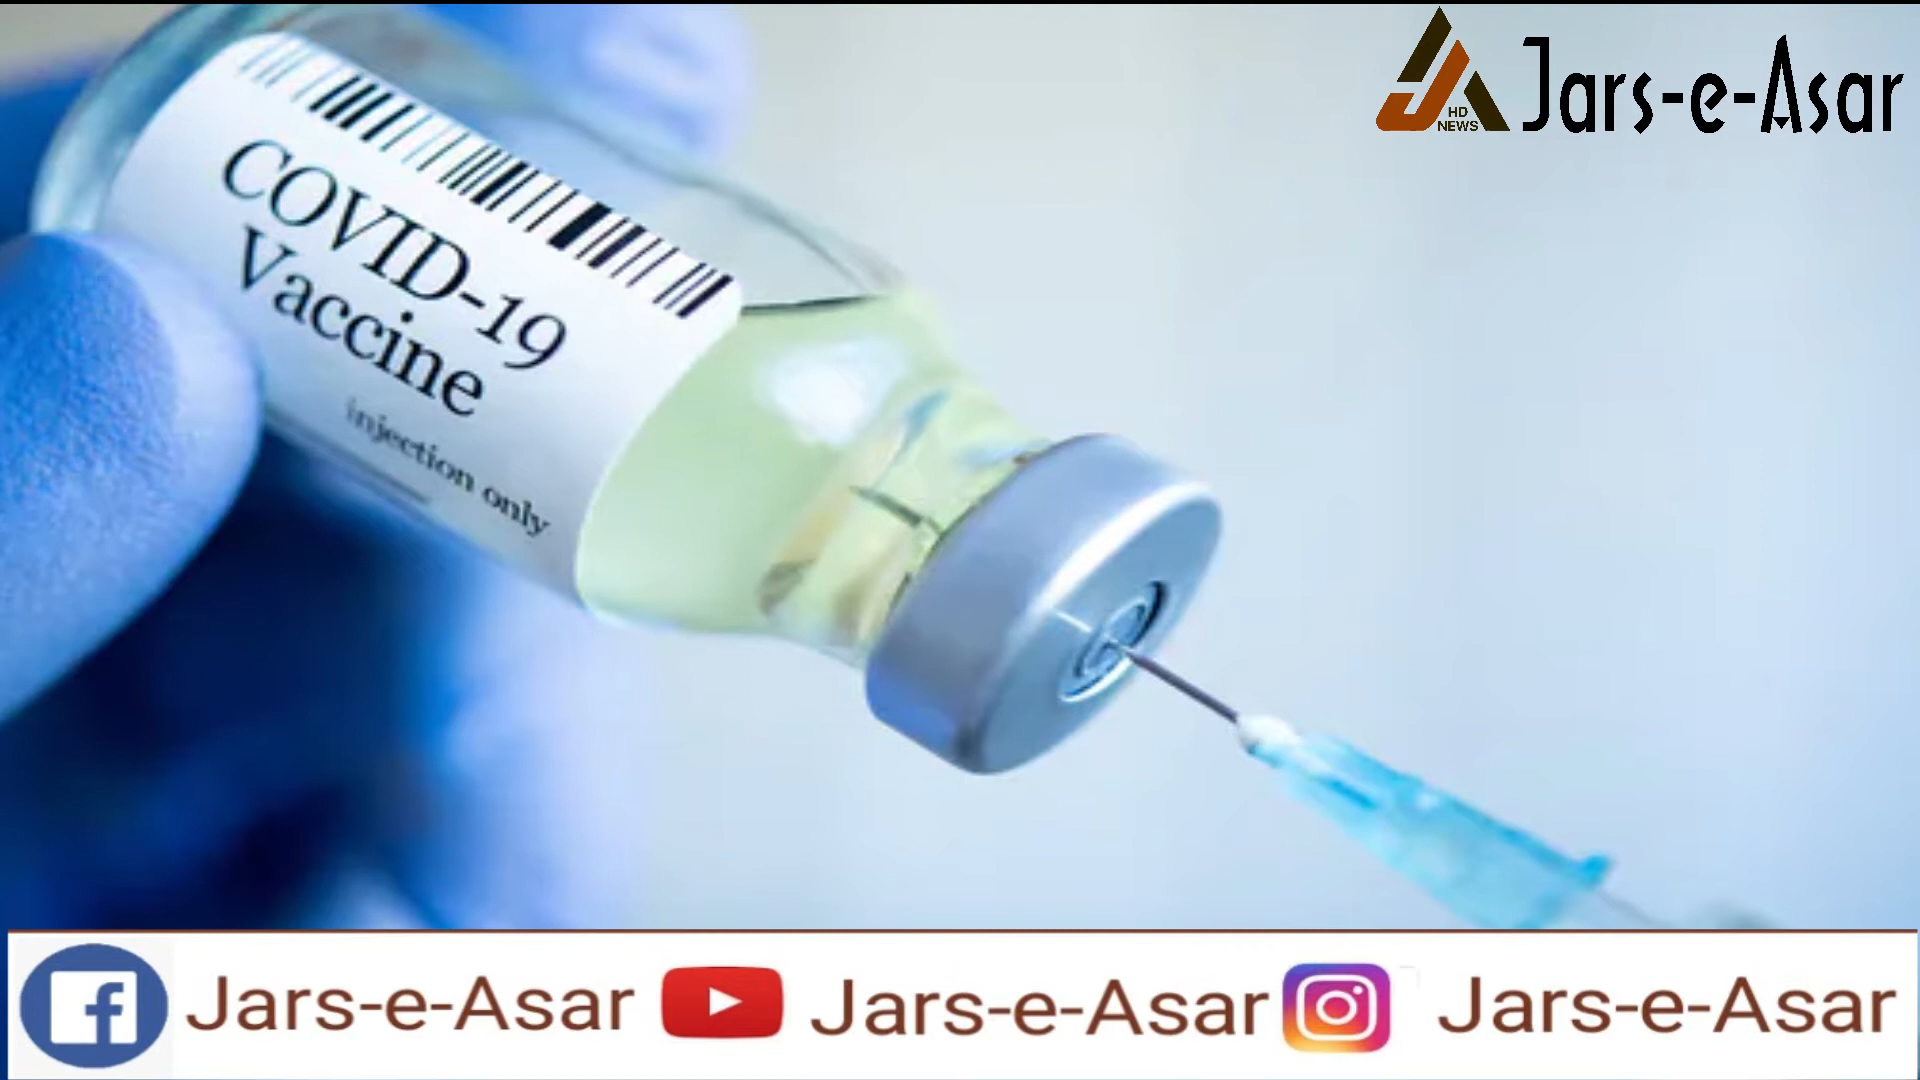 HD
NEWS
Jars-e-Asar
COVID-19
Vaccine
injection only
Jars-e-Asar
Jars-e-Asar
Jars-e-Asar